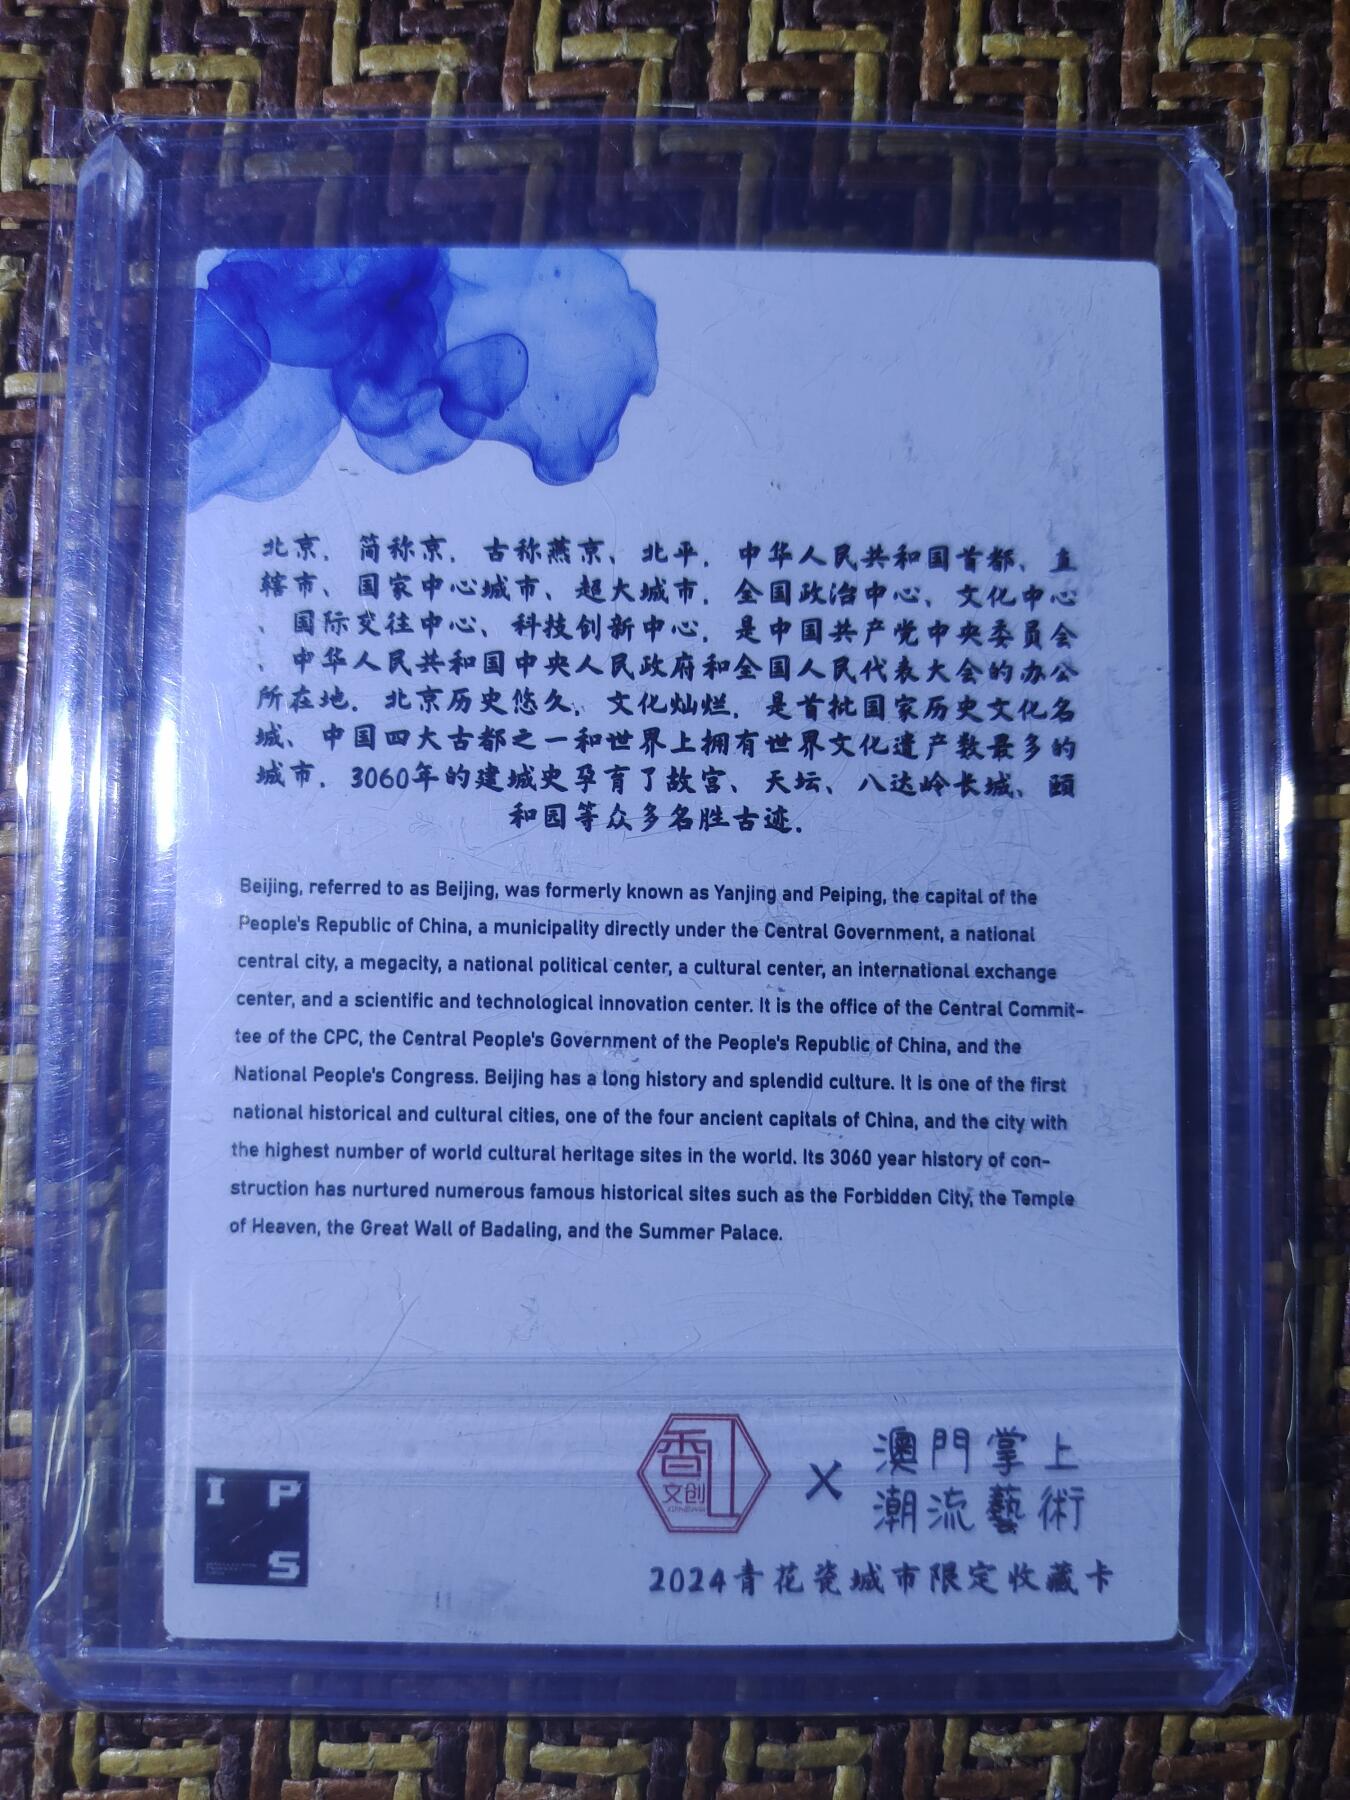 北京，简称京，古称燕京、北平，中华人民共和国首都、直
辖市、国家中心城市、超大城市，全国政治中心、文化中心
、国际交往中心、科技创新中心，是中国共产党中央委员会
、中华人民共和国中央人民政府和全国人民代表大会的办公
所在地，北京历史悠久，文化灿烂，是首批国家历史文化名
城、中国四大古都之一和世界上拥有世界文化遗产数最多的
城市，3060年的建城史孕育了故宫、天坛、八达岭长城、颐
和园等众多名胜古迹．
Beijing, referred to as Beijing, was formerly known as Yanjing and Peiping, the capital of the
People's Republic of China, a municipality directly under the Central Government, a national
central city, a megacity, a national political center, a cultural center, an international exchange
center, and a scientific and technological innovation center. It is the office of the Central Commit-
tee of the CPC, the Central People's Government of the People's Republic of China, and the
National People's Congress. Beijing has a long history and splendid culture. It is one of the first
national historical and cultural cities, one of the four ancient capitals of China, and the city with
the highest number of world cultural heritage sites in the world. Its 3060 year history of con-
struction has nurtured numerous famous historical sites such as the Forbidden City, the Temple
of Heaven, the Great Wall of Badaling, and the Summer Palace.
I P
S
香
文创
X
澳門掌上
潮流藝術
2024青花瓷城市限定收藏卡